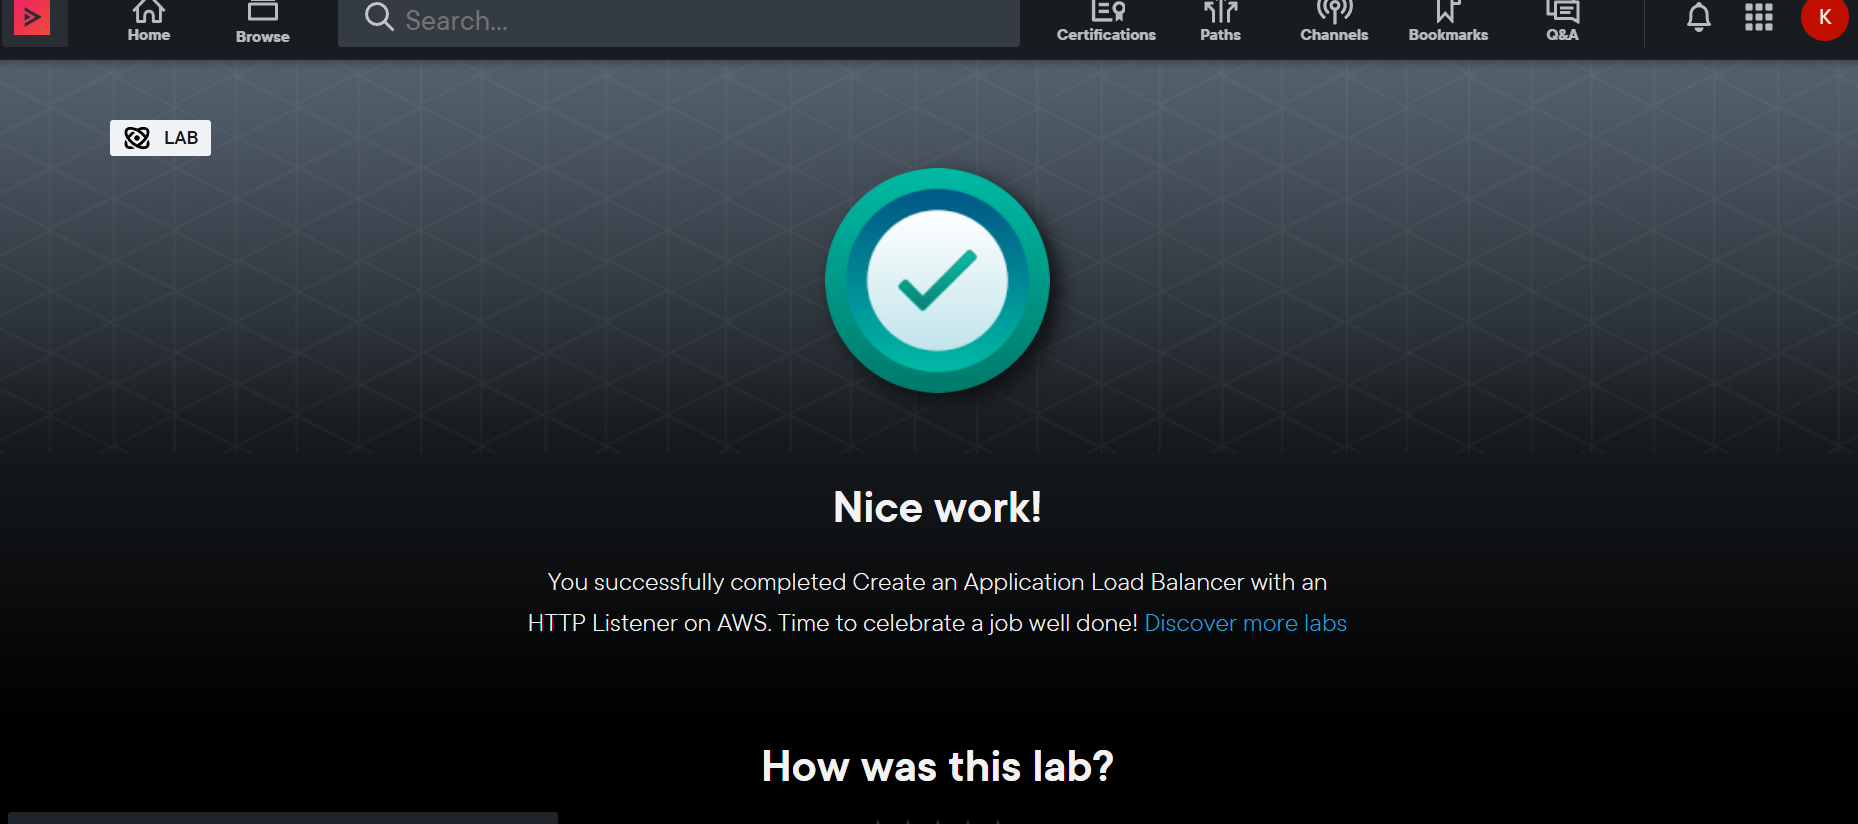 Home
Browse
Search...
Certifications
Paths
Channels
Bookmarks
Q&A
K
LAB
Nice work!
You successfully completed Create an Application Load Balancer with an
HTTP Listener on AWS. Time to celebrate a job well done! Discover more labs
How was this lab?